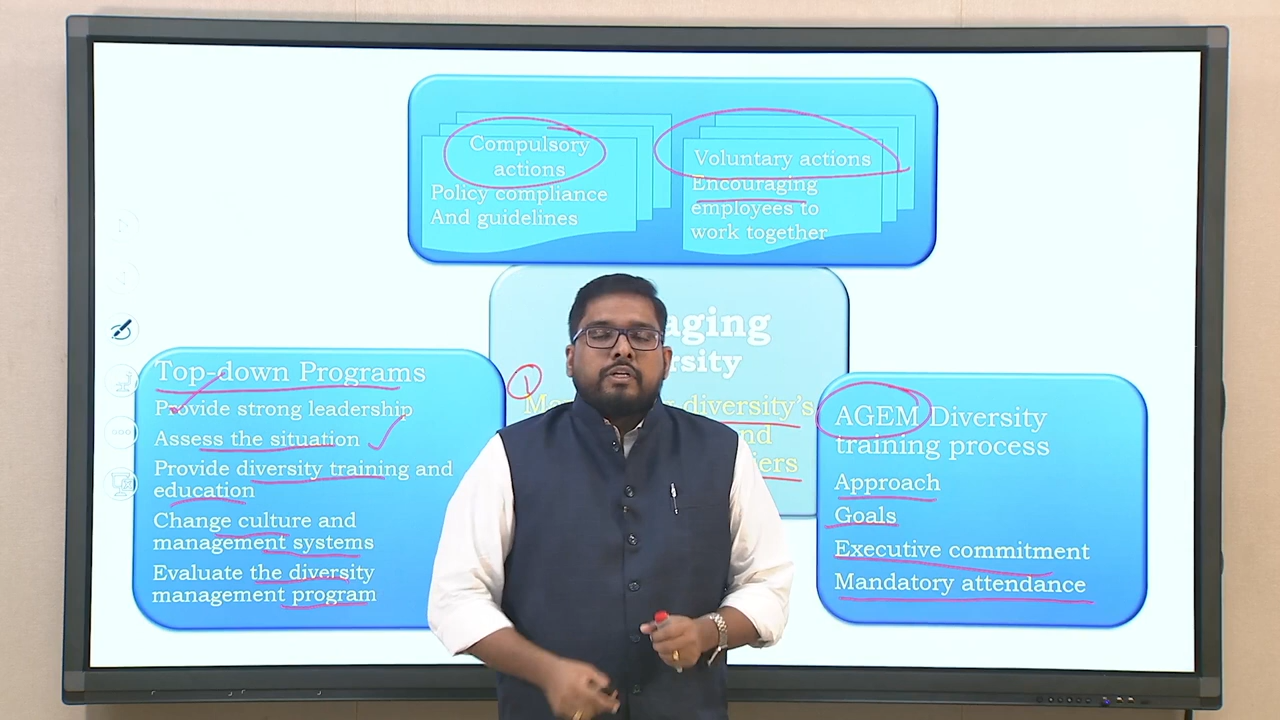 Compulsory
actions
Policy compliance
And guidelines
Voluntary actions
Encouraging
employees to
work together
diversity's
Top-down Programs
Provide strong leadership
Assess the situation
Provide diversity training and
education
Change culture and
management systems
Evaluate the diversity
management program
1
AGEM Diversity
training process
Approach
Goals
Executive commitment
Mandatory attendance